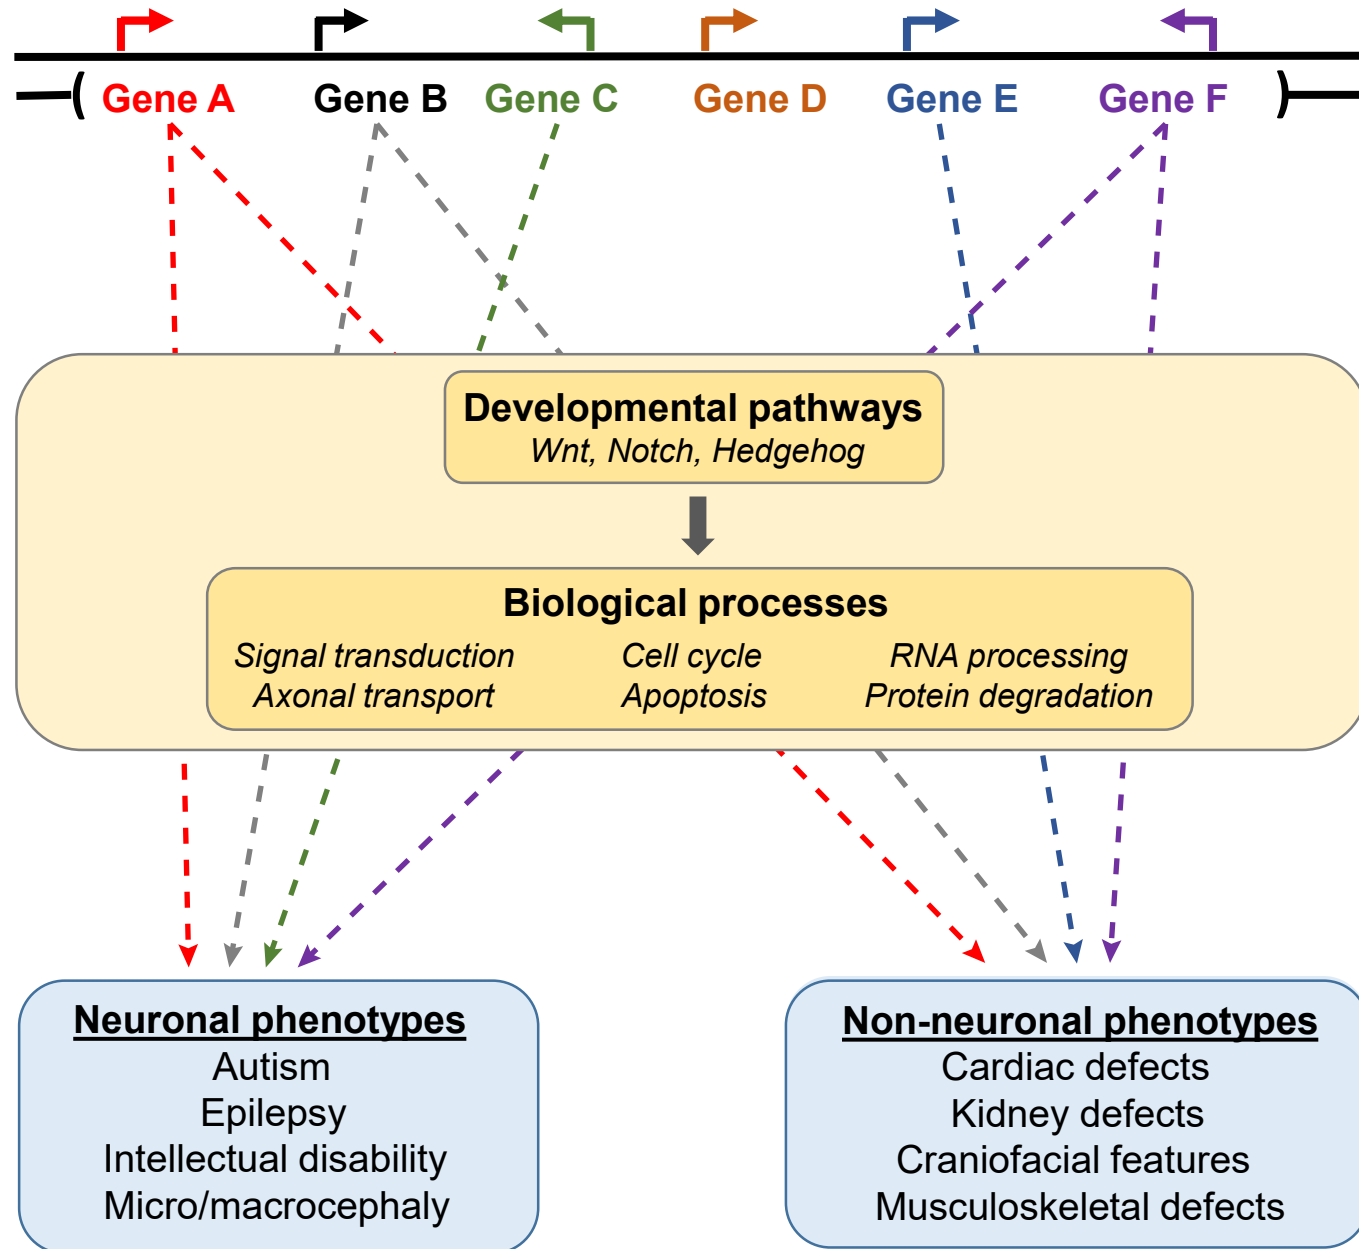 Gene A Gene B Gene C Gene D Gene E Gene F
Developmental pathways
Wnt, Notch, Hedgehog
Biological processes
Signal transduction Cell cycle RNA processing
Axonal transport Apoptosis Protein degradation
Neuronal phenotypes
Autism
Epilepsy
Intellectual disability
Micro/macrocephaly
Non-neuronal phenotypes
Cardiac defects
Kidney defects
Craniofacial features
Musculoskeletal defects